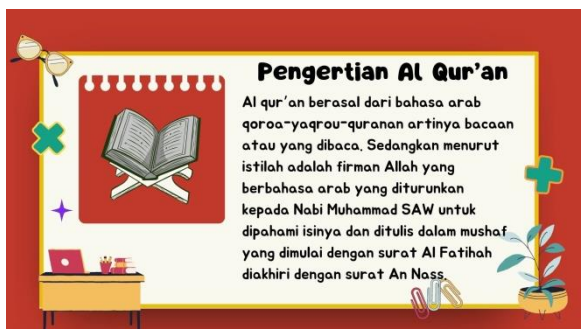 Pengertian Al Qur'an
Al qur'an berasal dari bahasa arab
qoroa-yaqrou-quranan artinya bacaan
atau yang dibaca. Sedangkan menurut
istilah adalah firman Allah yang
berbahasa arab yang diturunkan
kepada Nabi Muhammad SAW untuk
dipahami isinya dan ditulis dalam mushaf
yang dimulai dengan surat Al Fatihah
diakhiri dengan surat An Nass.